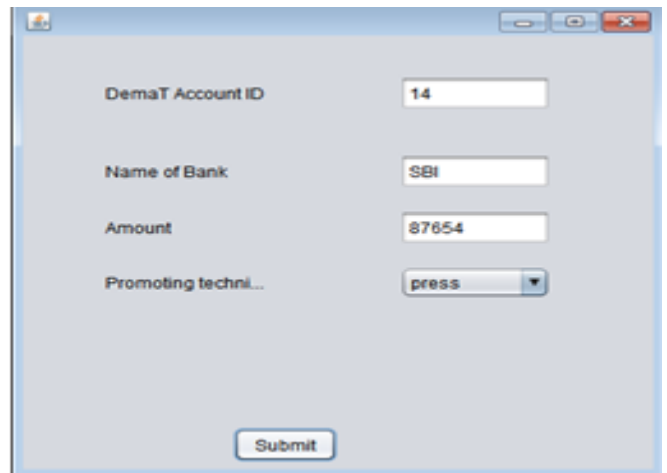 DemaT Account ID 14
Name of Bank SBI
Amount 87654
Promoting techni... press
Submit